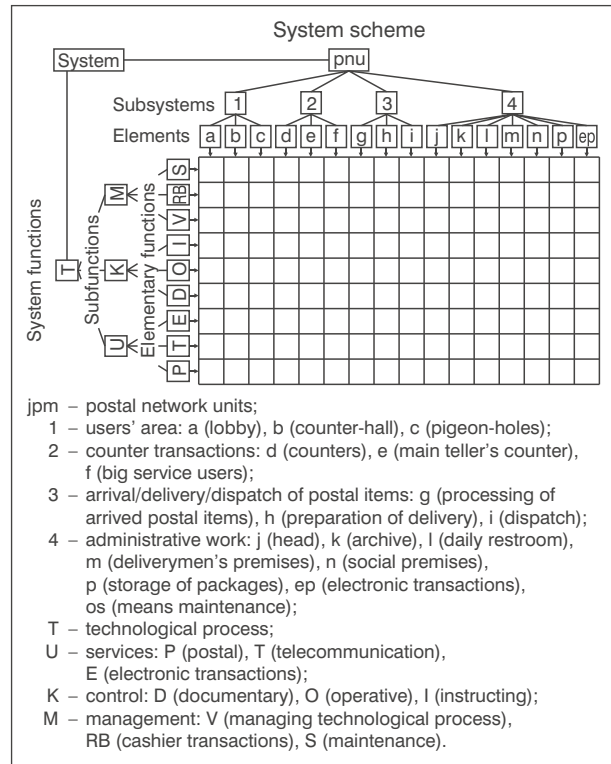 System scheme
System pnu
Subsystems 1 2 3 4
Elements a b c d e f g h i j k l m n p ep
System functions
T
Subfunctions
M
K
U
Elementary functions
S
RB
V
I
O
D
E
T
P
jpm – postal network units;
1 – users' area: a (lobby), b (counter-hall), c (pigeon-holes);
2 – counter transactions: d (counters), e (main teller's counter),
f (big service users);
3 – arrival/delivery/dispatch of postal items: g (processing of
arrived postal items), h (preparation of delivery), i (dispatch);
4 – administrative work: j (head), k (archive), l (daily restroom),
m (deliverymen's premises), n (social premises),
p (storage of packages), ep (electronic transactions),
os (means maintenance);
T – technological process;
U – services: P (postal), T (telecommunication),
E (electronic transactions);
K – control: D (documentary), O (operative), I (instructing);
M – management: V (managing technological process),
RB (cashier transactions), S (maintenance).